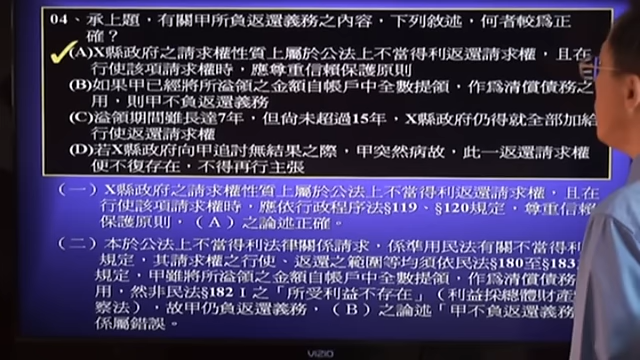 04、承上題，有關甲所負返還義務之內容，下列敘述，何者較為正
確？
(A)X縣政府之請求權性質上屬於公法上不當得利返還請求權，且在
行使該項請求權時，應尊重信賴保護原則
(B)如果甲已經將所溢領之金額自帳戶中全數提領，作為清償債務之
用，則甲不負返還義務
(C)溢領期間雖長達7年，但尚未超過15年，X縣政府仍得就全部加給
行使返還請求權
(D)若X縣政府向甲追討無結果之際，甲突然病故，此一返還請求權
便不復存在，不得再行主張
(一) X縣政府之請求權性質上屬於公法上不當得利返還請求權，且在
行使該項請求權時，應依行政程序法§119、§120規定，尊重信賴
保護原則，(A)之論述正確。
(二) 本於公法上不當得利法律關係請求，係準用民法有關不當得利
規定，其請求權之行使、返還之範圍等均須依民法§180至§183
規定，甲雖將所溢領之金額自帳戶中全數提領，作為清償債務
用，然非民法§182 I之「所受利益不存在」(利益採總體財產
察法)，故甲仍負返還義務，(B)之論述「甲不負返還義務
係屬錯誤。
VIZIO